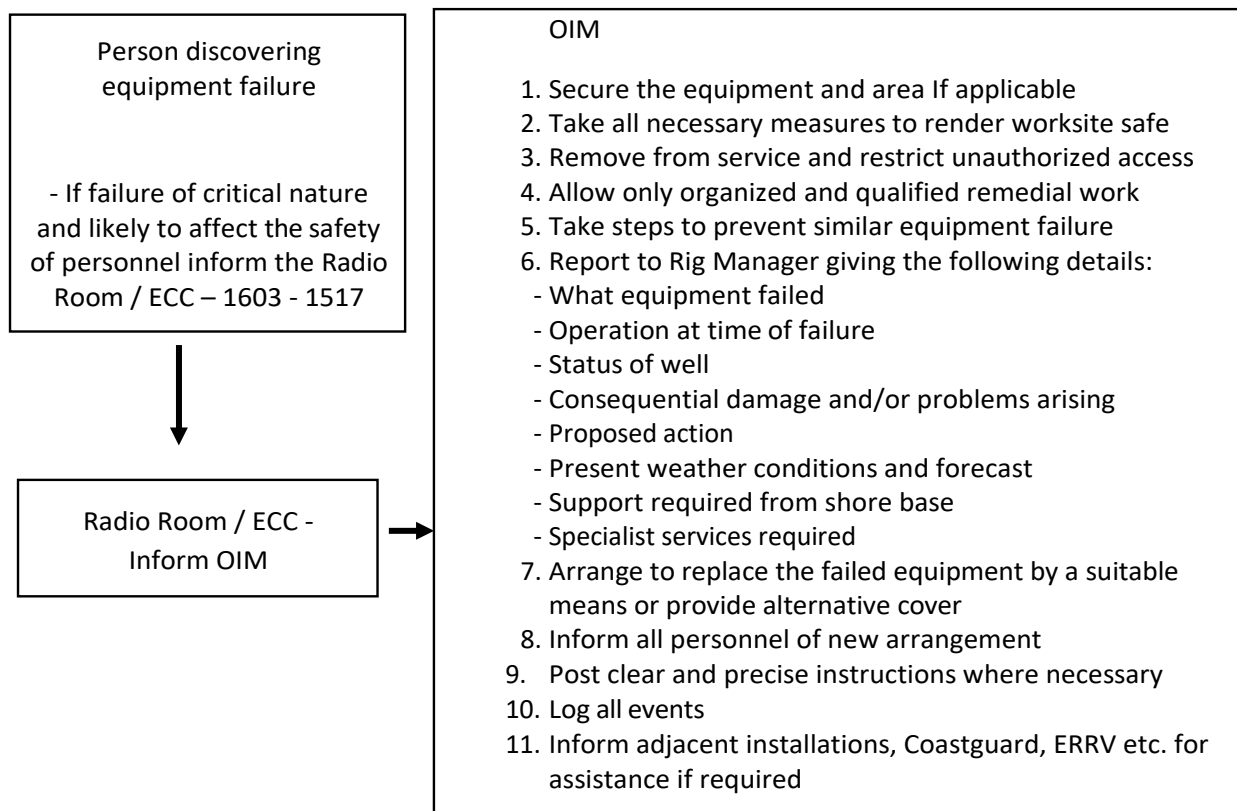 Person discovering
equipment failure
- If failure of critical nature
and likely to affect the safety
of personnel inform the Radio
Room / ECC – 1603 - 1517
Radio Room / ECC -
Inform OIM
OIM
1. Secure the equipment and area If applicable
2. Take all necessary measures to render worksite safe
3. Remove from service and restrict unauthorized access
4. Allow only organized and qualified remedial work
5. Take steps to prevent similar equipment failure
6. Report to Rig Manager giving the following details:
- What equipment failed
- Operation at time of failure
- Status of well
- Consequential damage and/or problems arising
- Proposed action
- Present weather conditions and forecast
- Support required from shore base
- Specialist services required
7. Arrange to replace the failed equipment by a suitable
means or provide alternative cover
8. Inform all personnel of new arrangement
9. Post clear and precise instructions where necessary
10. Log all events
11. Inform adjacent installations, Coastguard, ERRV etc. for
assistance if required